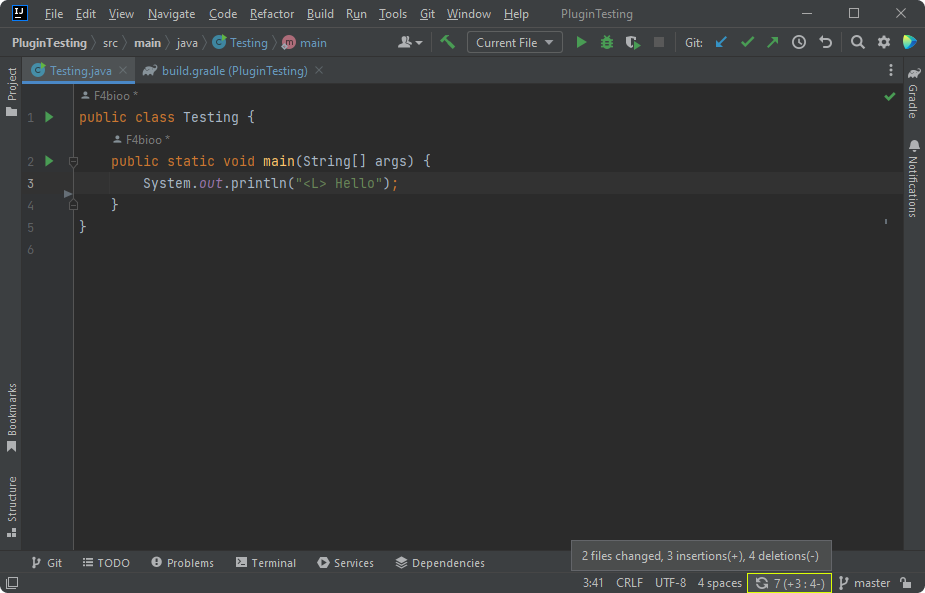 IJ File Edit View Navigate Code Refactor Build Run Tools Git Window Help PluginTesting
PluginTesting src main java Testing main Current File Git:
Testing.java build.gradle (PluginTesting)
Project
Bookmarks
Structure
F4bioo *
1 public class Testing {
F4bioo *
2 public static void main(String[] args) {
3 System.out.println("<L> Hello");
4 }
5 }
6
Gradle
Notifications
2 files changed, 3 insertions(+), 4 deletions(-)
Git TODO Problems Terminal Services Dependencies
3:41 CRLF UTF-8 4 spaces 7 (+3 : 4-) master